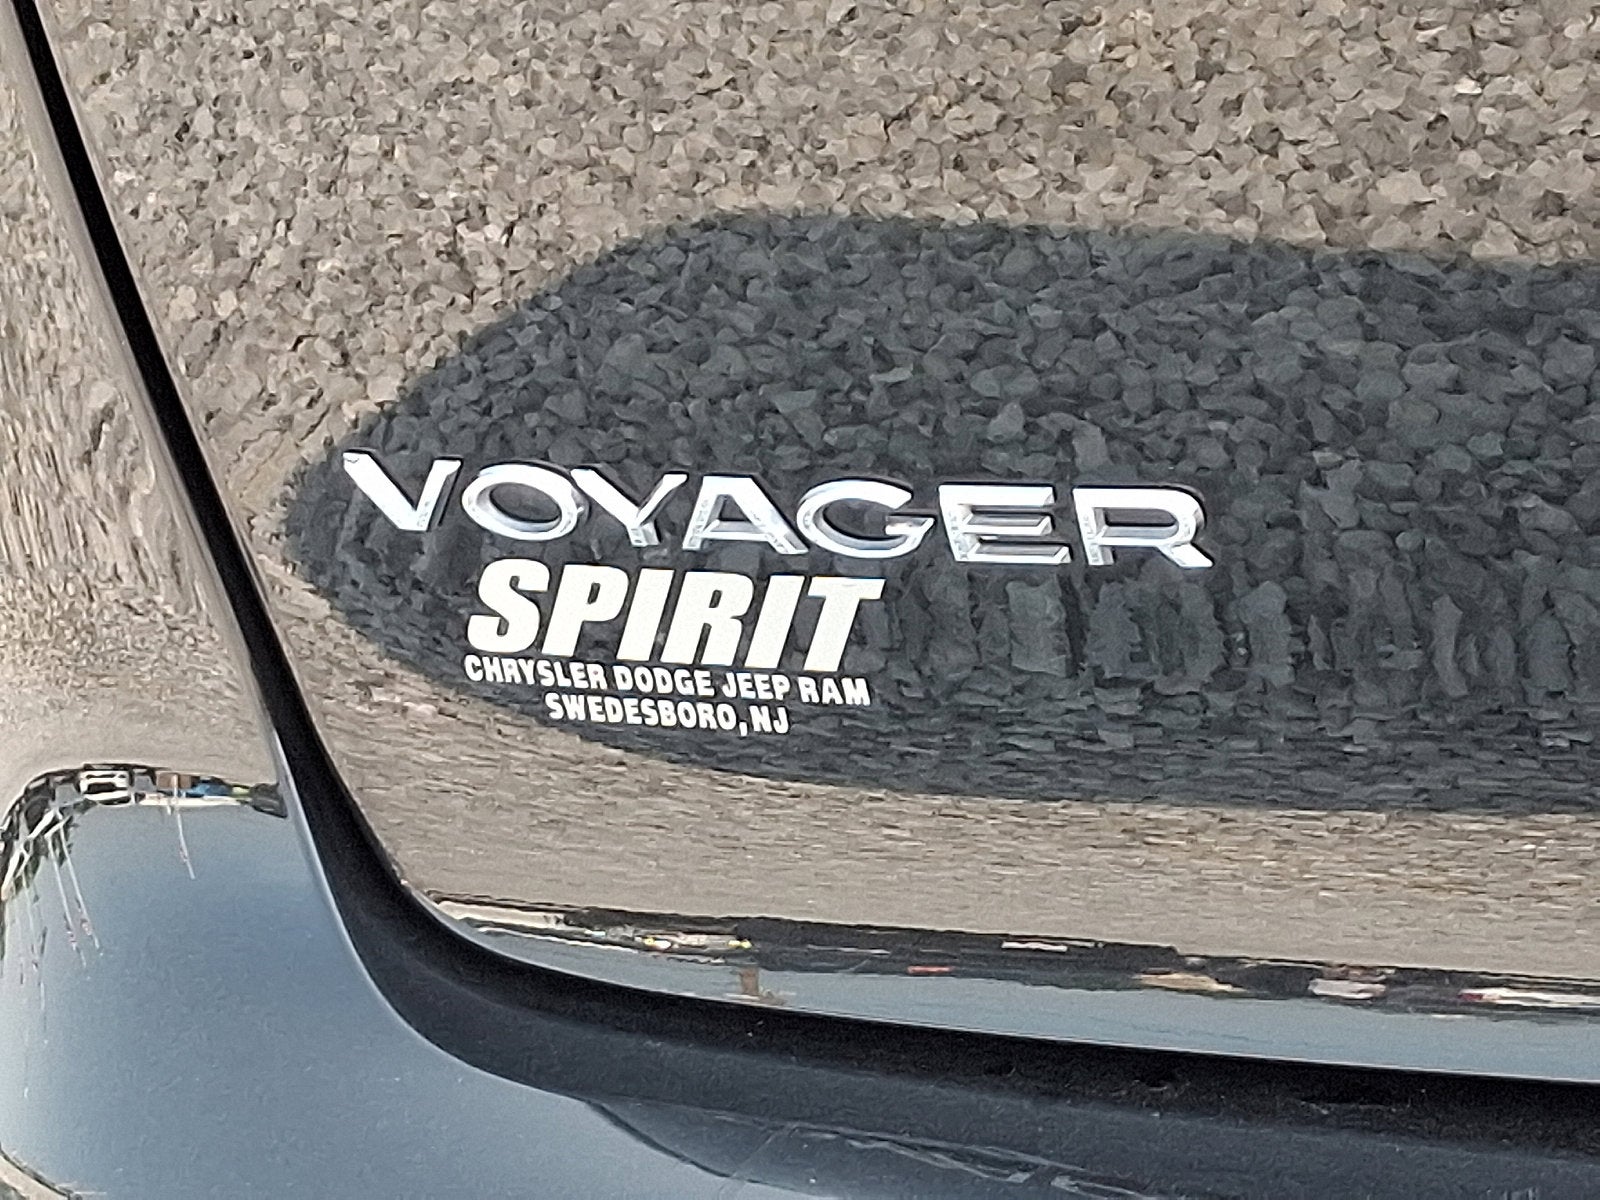 VOYAGER
SPIRIT
CHRYSLER DODGE JEEP RAM
SWEDESBORO, NJ